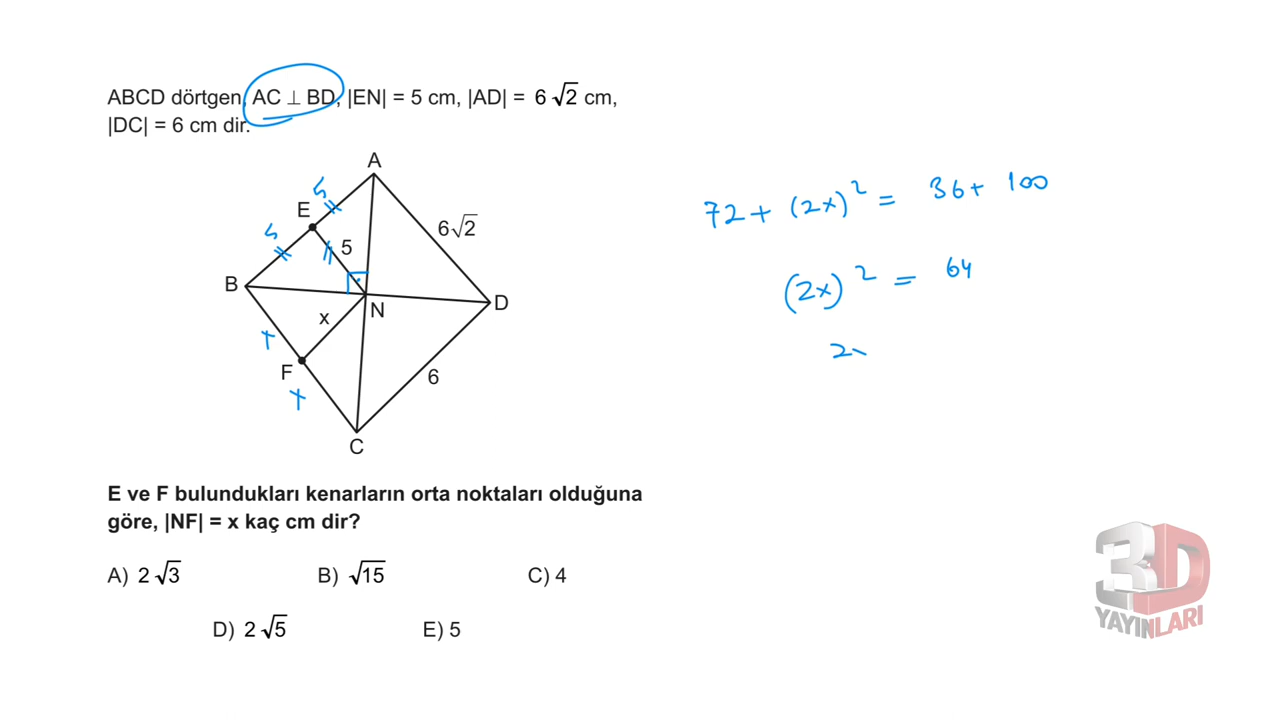 ABCD dörtgen, AC ⊥ BD, |EN| = 5 cm, |AD| = 6√2 cm,
|DC| = 6 cm dir.
A
5
E
5
5
6√2
B
N
D
x
x
F
6
x
C
72 + (2x)² = 36 + 100
(2x)² = 64
2x
E ve F bulundukları kenarların orta noktaları olduğuna
göre, |NF| = x kaç cm dir?
A) 2√3 B) √15 C) 4
D) 2√5 E) 5
3D
YAYINLARI